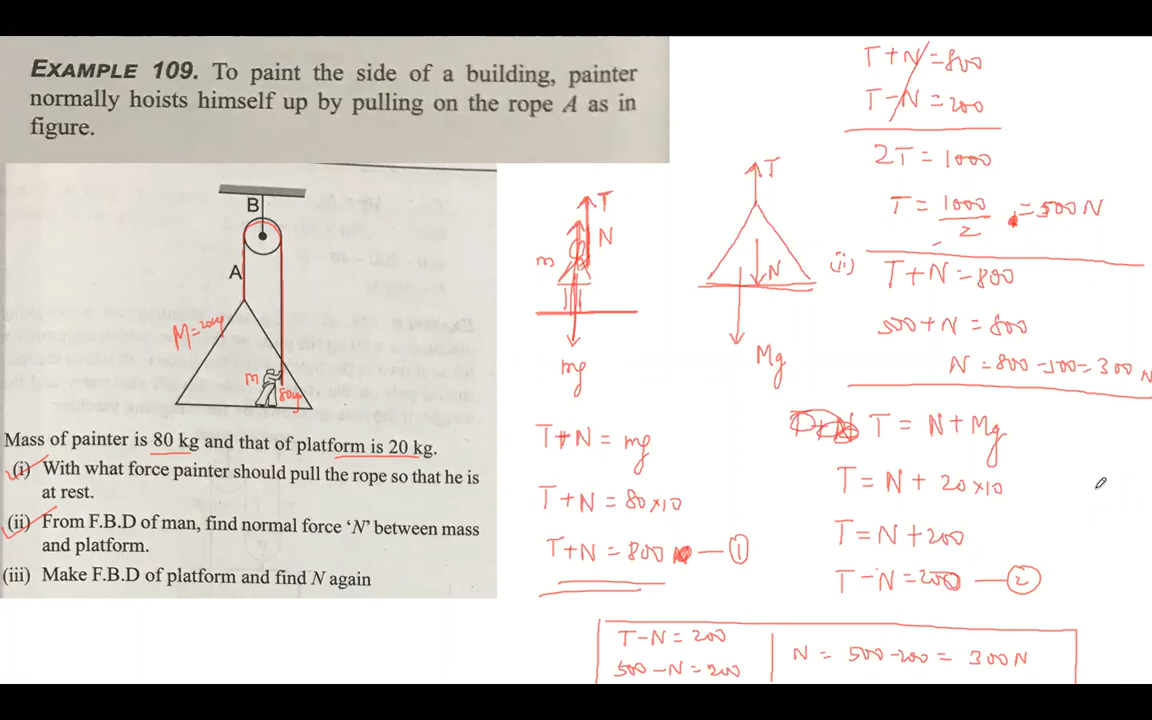 EXAMPLE 109. To paint the side of a building, painter
normally hoists himself up by pulling on the rope A as in
figure.
B
A
M=20kg
m
80kg
Mass of painter is 80 kg and that of platform is 20 kg.
(i) With what force painter should pull the rope so that he is
at rest.
(ii) From F.B.D of man, find normal force ‘N’ between mass
and platform.
(iii) Make F.B.D of platform and find N again
T
N
m
mg
T+N = mg
T+N = 80×10
T+N = 800 — ①
T
N
Mg
T+N = 800
T-N = 200
2T = 1000
T = 1000/2 = 500 N
(ii) T+N = 800
500+N = 800
N = 800-500 = 300 N
T = N+Mg
T = N + 20×10
T = N+200
T-N = 200 — ②
T-N = 200
500-N = 200
N = 500-200 = 300 N